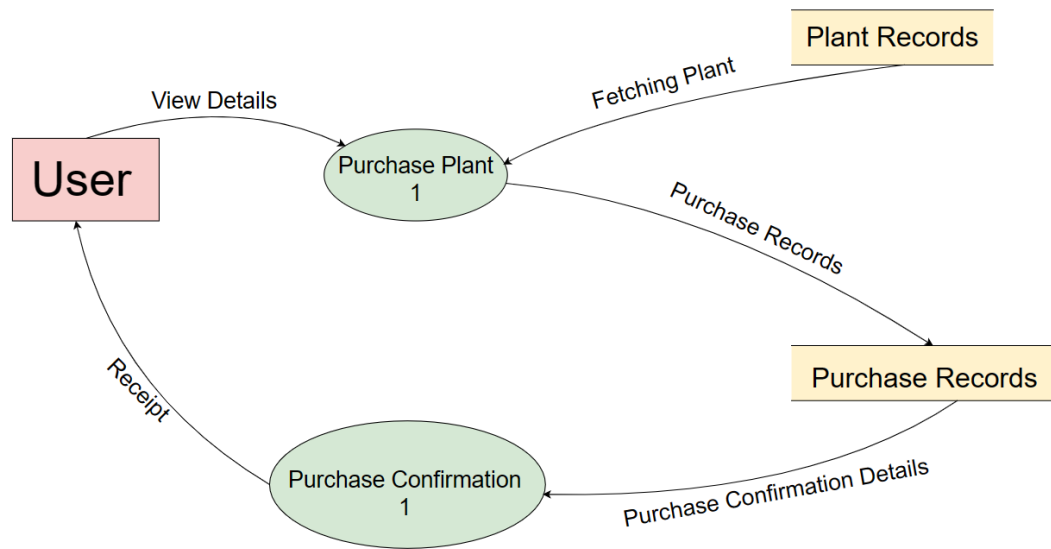 Plant Records
Fetching Plant
View Details
User
Purchase Plant
1
Purchase Records
Purchase Records
Receipt
Purchase Confirmation
1
Purchase Confirmation Details